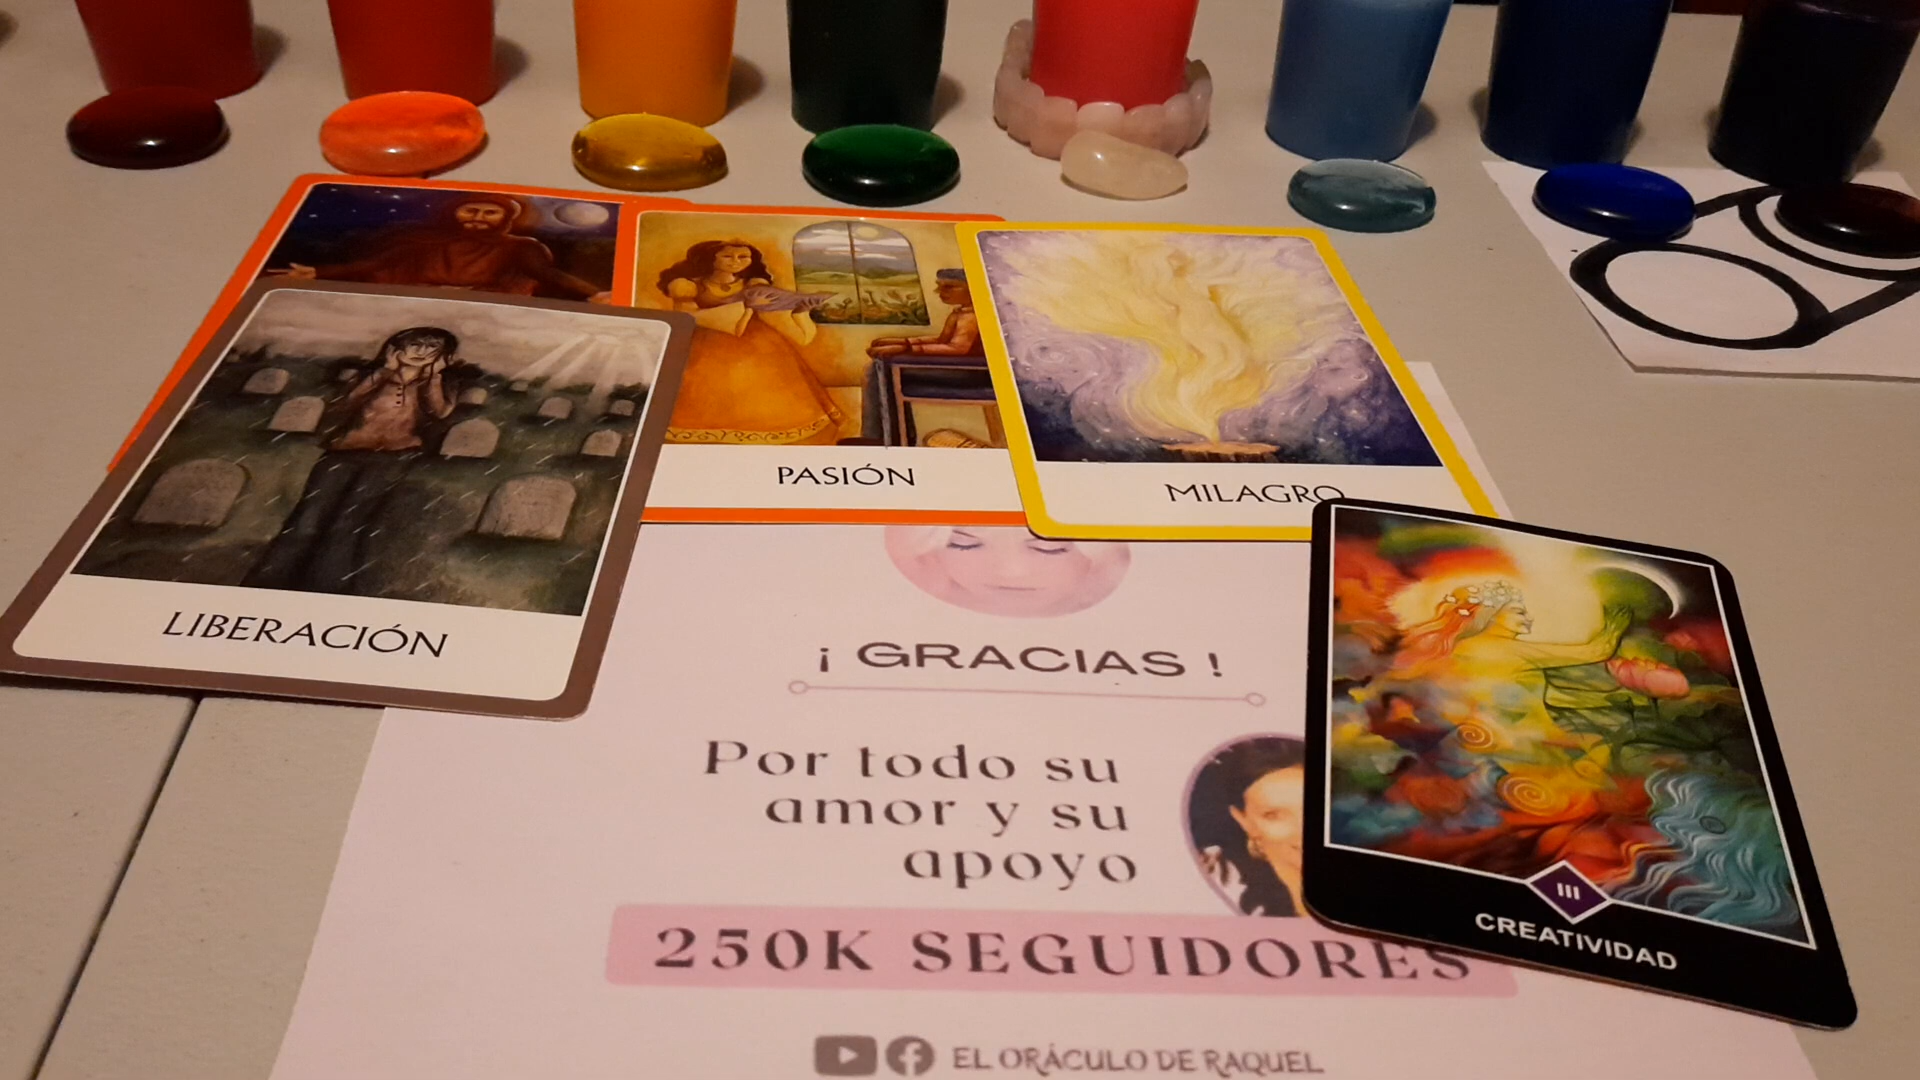 PASIÓN
MILAGRO
LIBERACIÓN
¡ GRACIAS !
Por todo su
amor y su
apoyo
250K SEGUIDORES
III
CREATIVIDAD
EL ORÁCULO DE RAQUEL